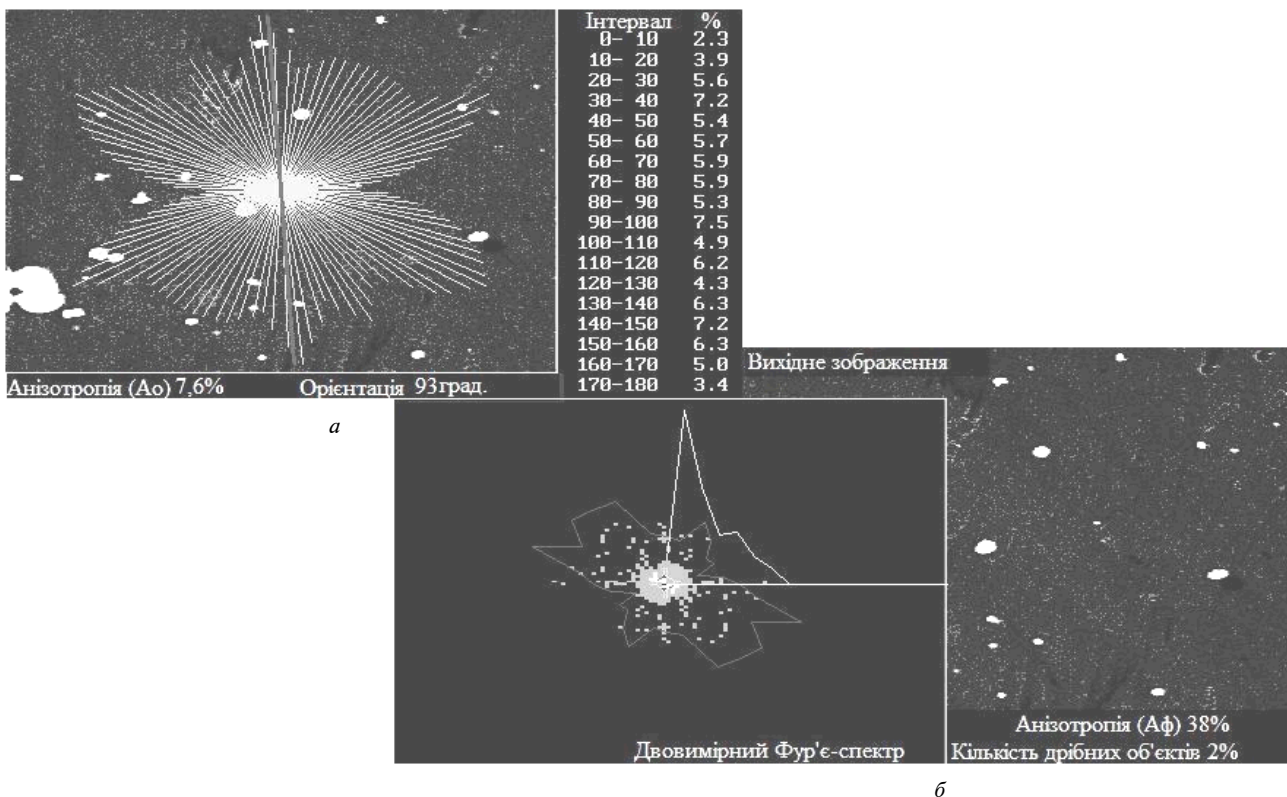 Інтервал %
0- 10 2.3
10- 20 3.9
20- 30 5.6
30- 40 7.2
40- 50 5.4
50- 60 5.7
60- 70 5.9
70- 80 5.9
80- 90 5.3
90-100 7.5
100-110 4.9
110-120 6.2
120-130 4.3
130-140 6.3
140-150 7.2
150-160 6.3
160-170 5.0
170-180 3.4
Анізотропія (Ао) 7,6% Орієнтація 93град.
а
Вихідне зображення
Двовимірний Фур'є-спектр
Анізотропія (Аф) 38%
Кількість дрібних об'єктів 2%
б